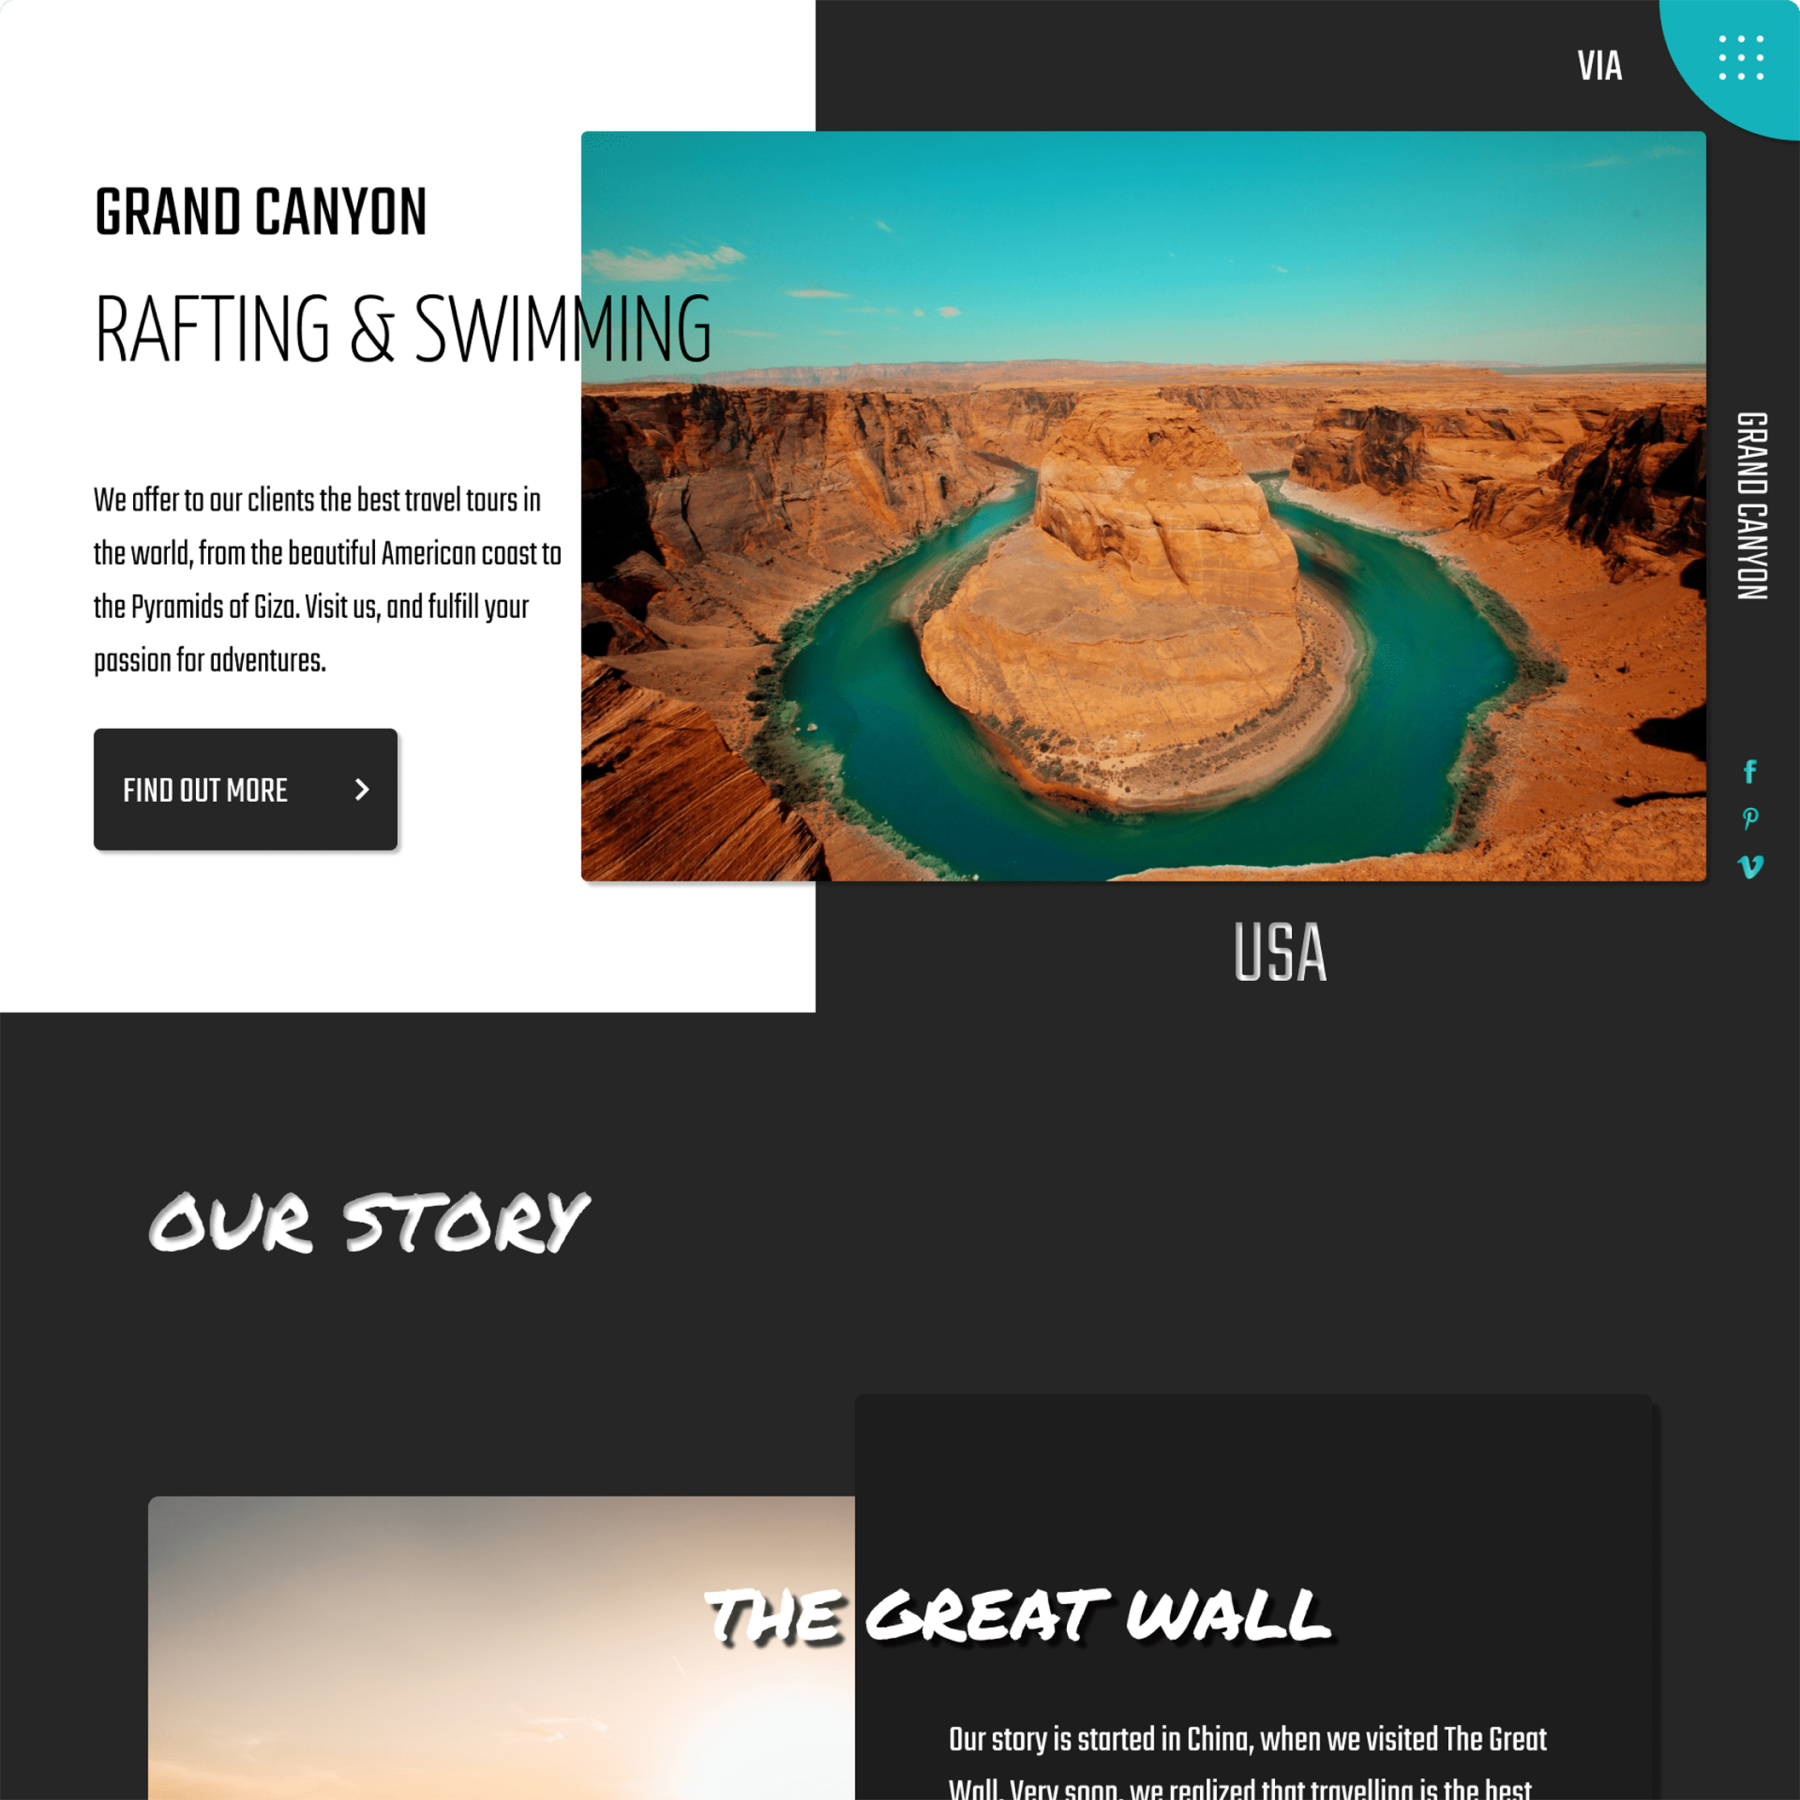 VIA
GRAND CANYON
RAFTING & SWIMMING
We offer to our clients the best travel tours in
the world, from the beautiful American coast to
the Pyramids of Giza. Visit us, and fulfill your
passion for adventures.
FIND OUT MORE
GRAND CANYON
USA
OUR STORY
THE GREAT WALL
Our story is started in China, when we visited The Great
Wall. Very soon, we realized that travelling is the best